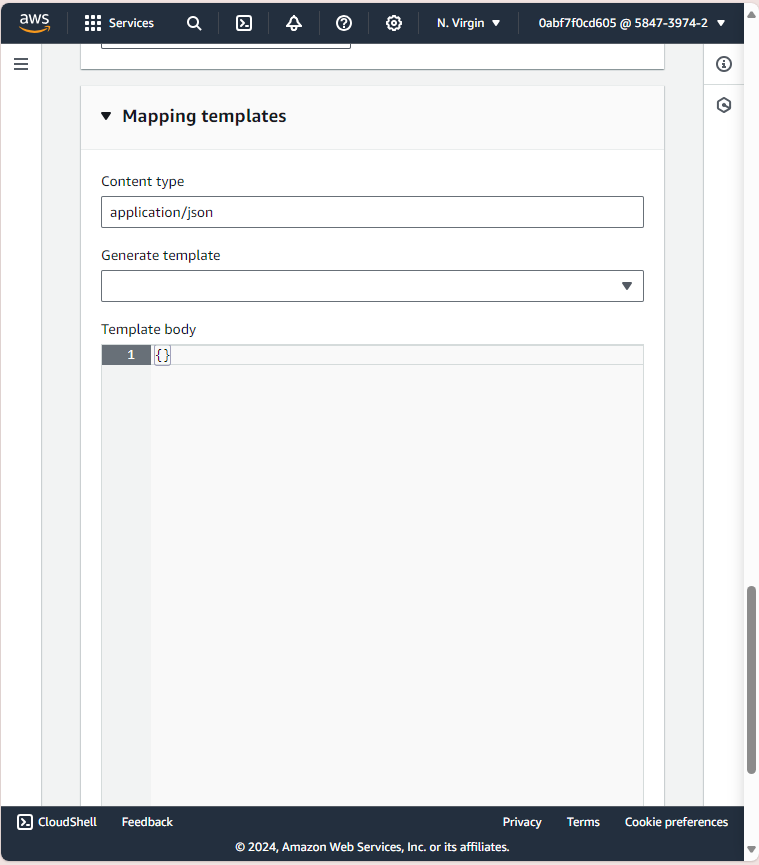 aws
Services
N. Virgin
0abf7f0cd605 @ 5847-3974-2
Mapping templates
Content type
application/json
Generate template
Template body
1 {}
CloudShell Feedback Privacy Terms Cookie preferences
© 2024, Amazon Web Services, Inc. or its affiliates.